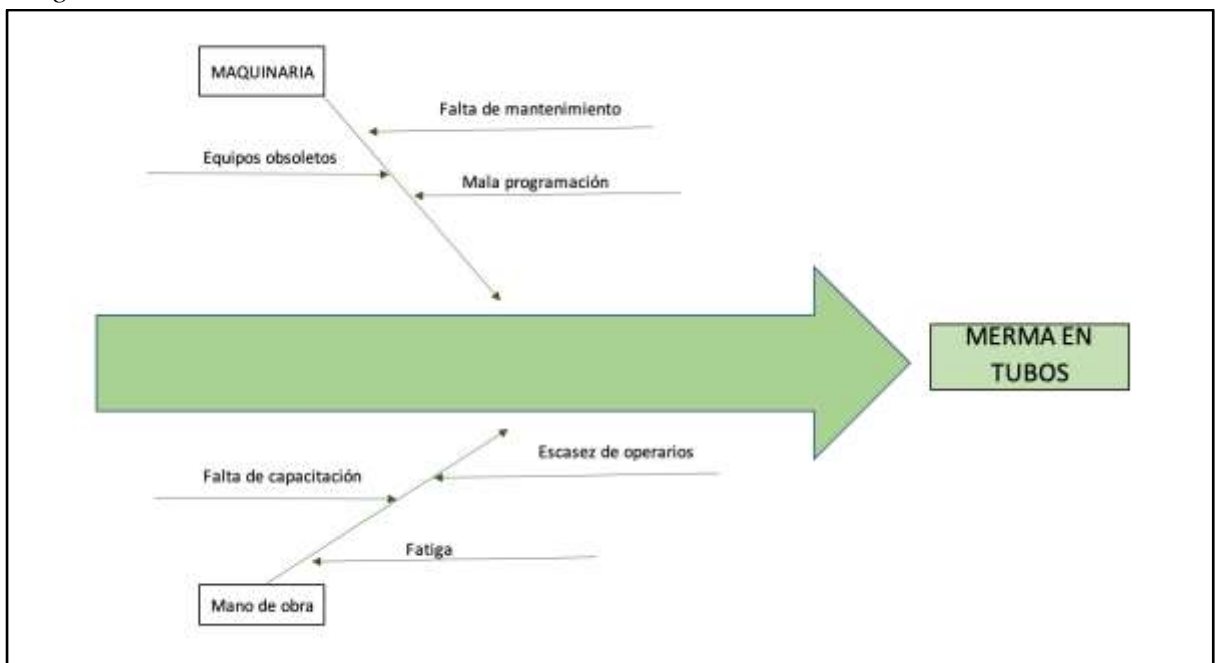 MAQUINARIA
Falta de mantenimiento
Equipos obsoletos
Mala programación
MERMA EN
TUBOS
Escasez de operarios
Falta de capacitación
Fatiga
Mano de obra